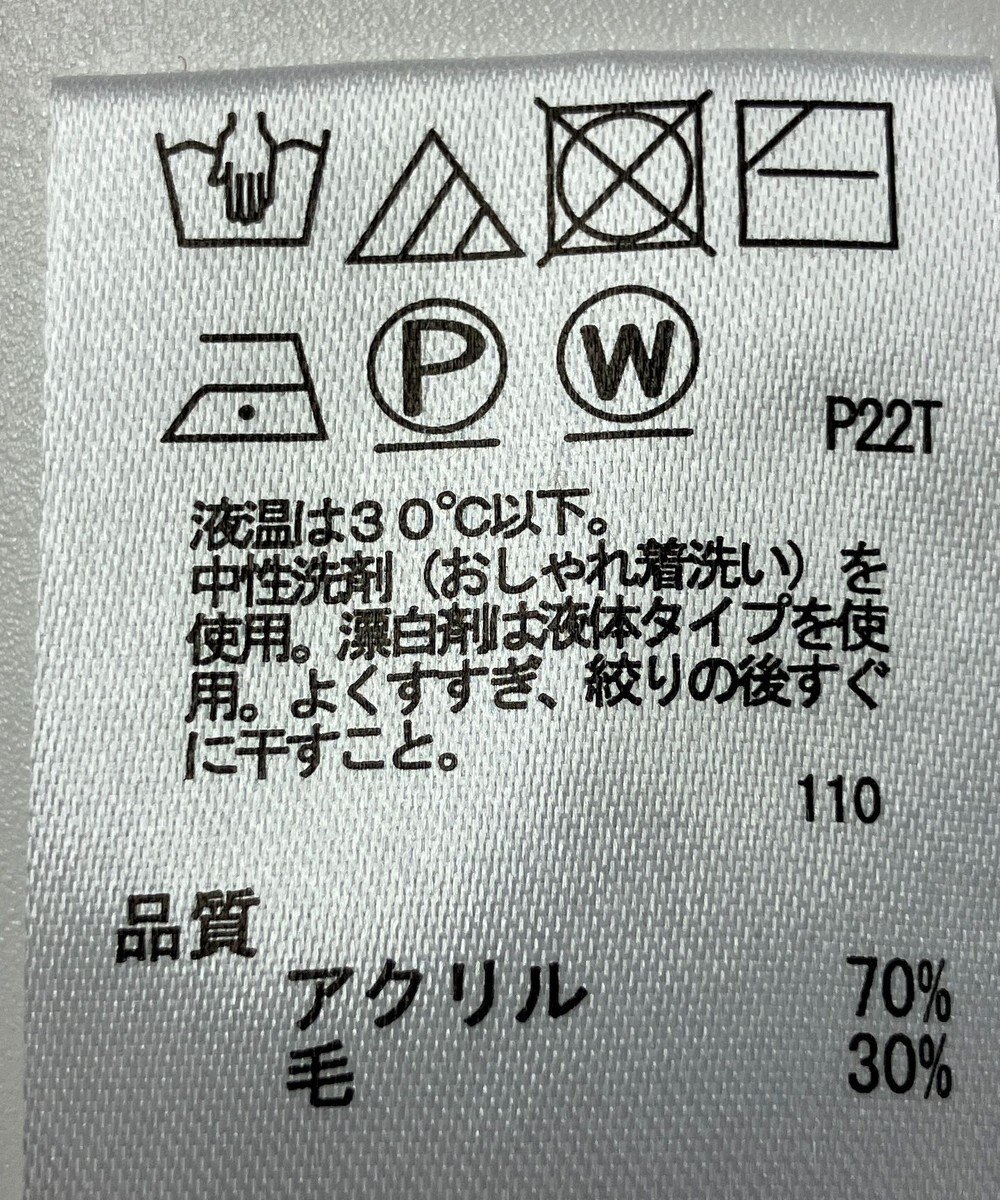 P
W
P22T
液温は30℃以下。
中性洗剤（おしゃれ着洗い）を
使用。漂白剤は液体タイプを使
用。よくすすぎ、絞りの後すぐ
に干すこと。
110
品質
アクリル 70%
毛 30%